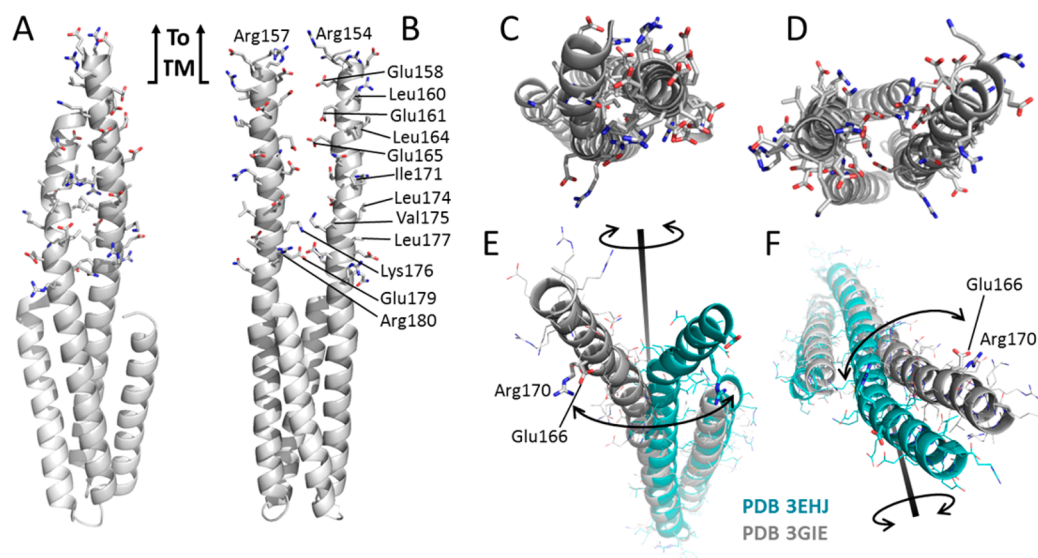 A
To
TM
Arg157
Arg154
B
Glu158
Leu160
Glu161
Leu164
Glu165
Ile171
Leu174
Val175
Leu177
Lys176
Glu179
Arg180
C
D
E
Arg170
Glu166
F
Glu166
Arg170
PDB 3EHJ
PDB 3GIE